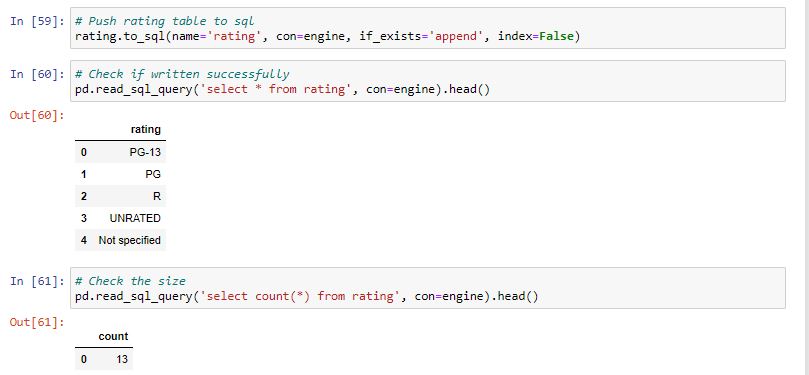 In [59]: # Push rating table to sql
rating.to_sql(name='rating', con=engine, if_exists='append', index=False)
In [60]: # Check if written successfully
pd.read_sql_query('select * from rating', con=engine).head()
Out[60]:
rating
0 PG-13
1 PG
2 R
3 UNRATED
4 Not specified
In [61]: # Check the size
pd.read_sql_query('select count(*) from rating', con=engine).head()
Out[61]:
count
0 13